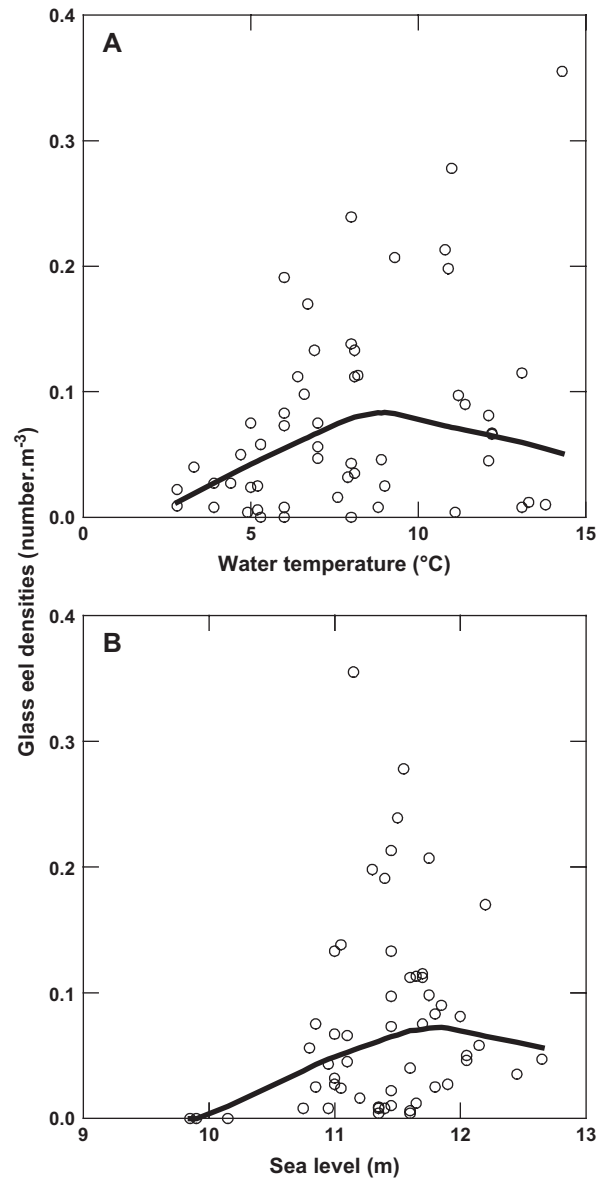 Glass eel densities (number.m-3)
A
0.4
0.3
0.2
0.1
0.0
0 5 10 15
Water temperature (°C)
B
0.4
0.3
0.2
0.1
0.0
9 10 11 12 13
Sea level (m)